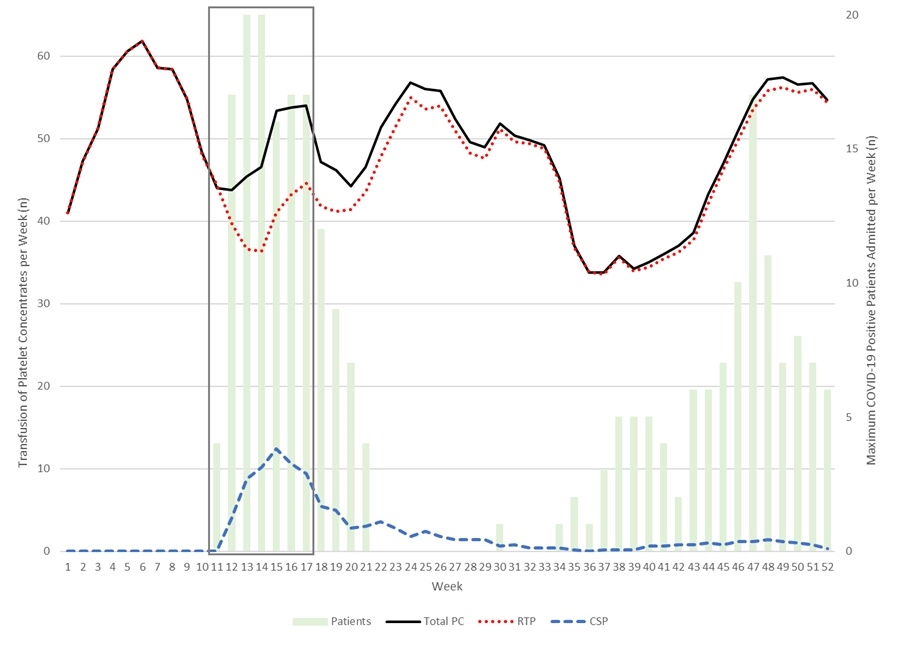 20
60
50
15
40
10
30
20
5
10
0
0
Transfusion of Platelet Concentrates per Week (n)
Maximum COVID-19 Positive Patients Admitted per Week (n)
1 2 3 4 5 6 7 8 9 10 11 12 13 14 15 16 17 18 19 20 21 22 23 24 25 26 27 28 29 30 31 32 33 34 35 36 37 38 39 40 41 42 43 44 45 46 47 48 49 50 51 52
Week
Patients Total PC RTP CSP